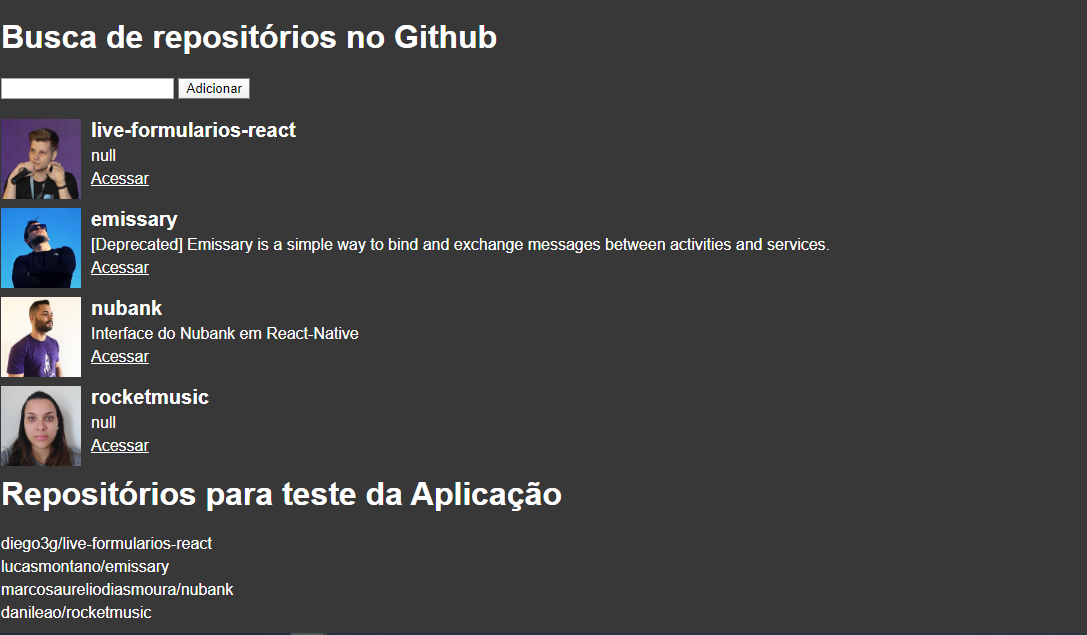 Busca de repositórios no Github
Adicionar
live-formularios-react
null
Acessar
emissary
[Deprecated] Emissary is a simple way to bind and exchange messages between activities and services.
Acessar
nubank
Interface do Nubank em React-Native
Acessar
rocketmusic
null
Acessar
Repositórios para teste da Aplicação
diego3g/live-formularios-react
lucasmontano/emissary
marcosaureliodiasmoura/nubank
danileao/rocketmusic